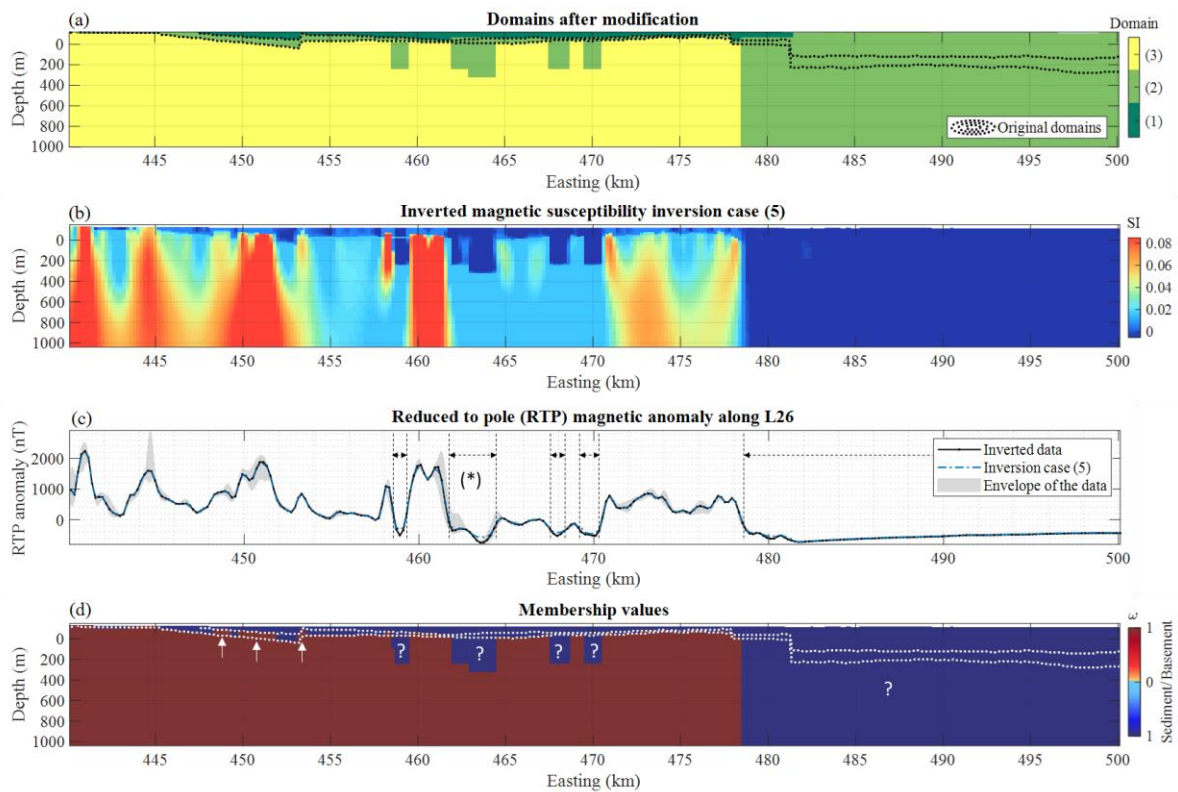 (a) Domains after modification Domain
0
200
400
600
800
1000
Depth (m)
(3)
(2)
(1)
Original domains
445 450 455 460 465 470 475 480 485 490 495 500
Easting (km)
(b) Inverted magnetic susceptibility inversion case (5)
SI
0
200
400
600
800
1000
Depth (m)
0.08
0.06
0.04
0.02
0
445 450 455 460 465 470 475 480 485 490 495 500
Easting (km)
(c) Reduced to pole (RTP) magnetic anomaly along L26
RTP anomaly (nT)
2000
1000
0
(*)
Inverted data
Inversion case (5)
Envelope of the data
450 460 470 480 490 500
Easting (km)
(d) Membership values
ω
0
200
400
600
800
1000
Depth (m)
? ? ? ? ?
1
0
1
Sediment/ Basement
445 450 455 460 465 470 475 480 485 490 495 500
Easting (km)